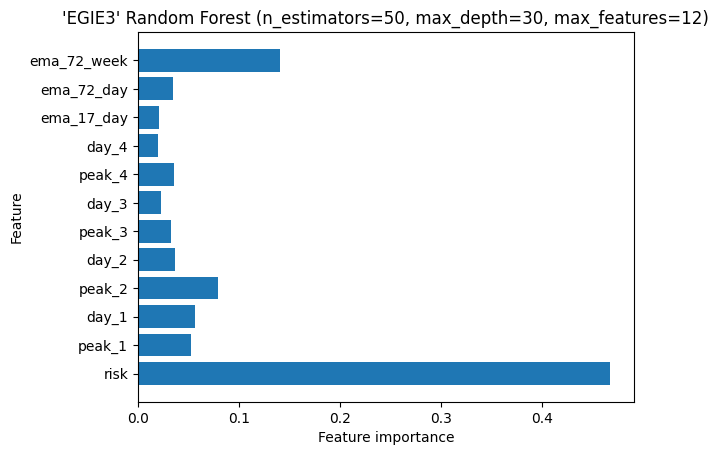 'EGIE3' Random Forest (n_estimators=50, max_depth=30, max_features=12)
ema_72_week
ema_72_day
ema_17_day
day_4
peak_4
day_3
peak_3
day_2
peak_2
day_1
peak_1
risk
Feature
0.0 0.1 0.2 0.3 0.4
Feature importance